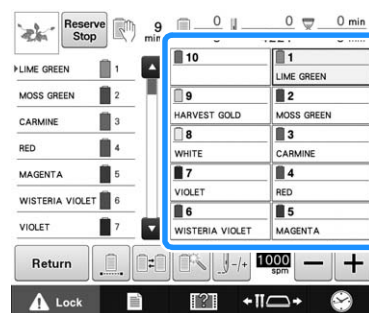 Reserve Stop
9 min
0
0
0 min
LIME GREEN 1
MOSS GREEN 2
CARMINE 3
RED 4
MAGENTA 5
WISTERIA VIOLET 6
VIOLET 7
10
1
LIME GREEN
9
HARVEST GOLD
2
MOSS GREEN
8
WHITE
3
CARMINE
7
VIOLET
4
RED
6
WISTERIA VIOLET
5
MAGENTA
Return
-/+
1000 spm
−
+
Lock